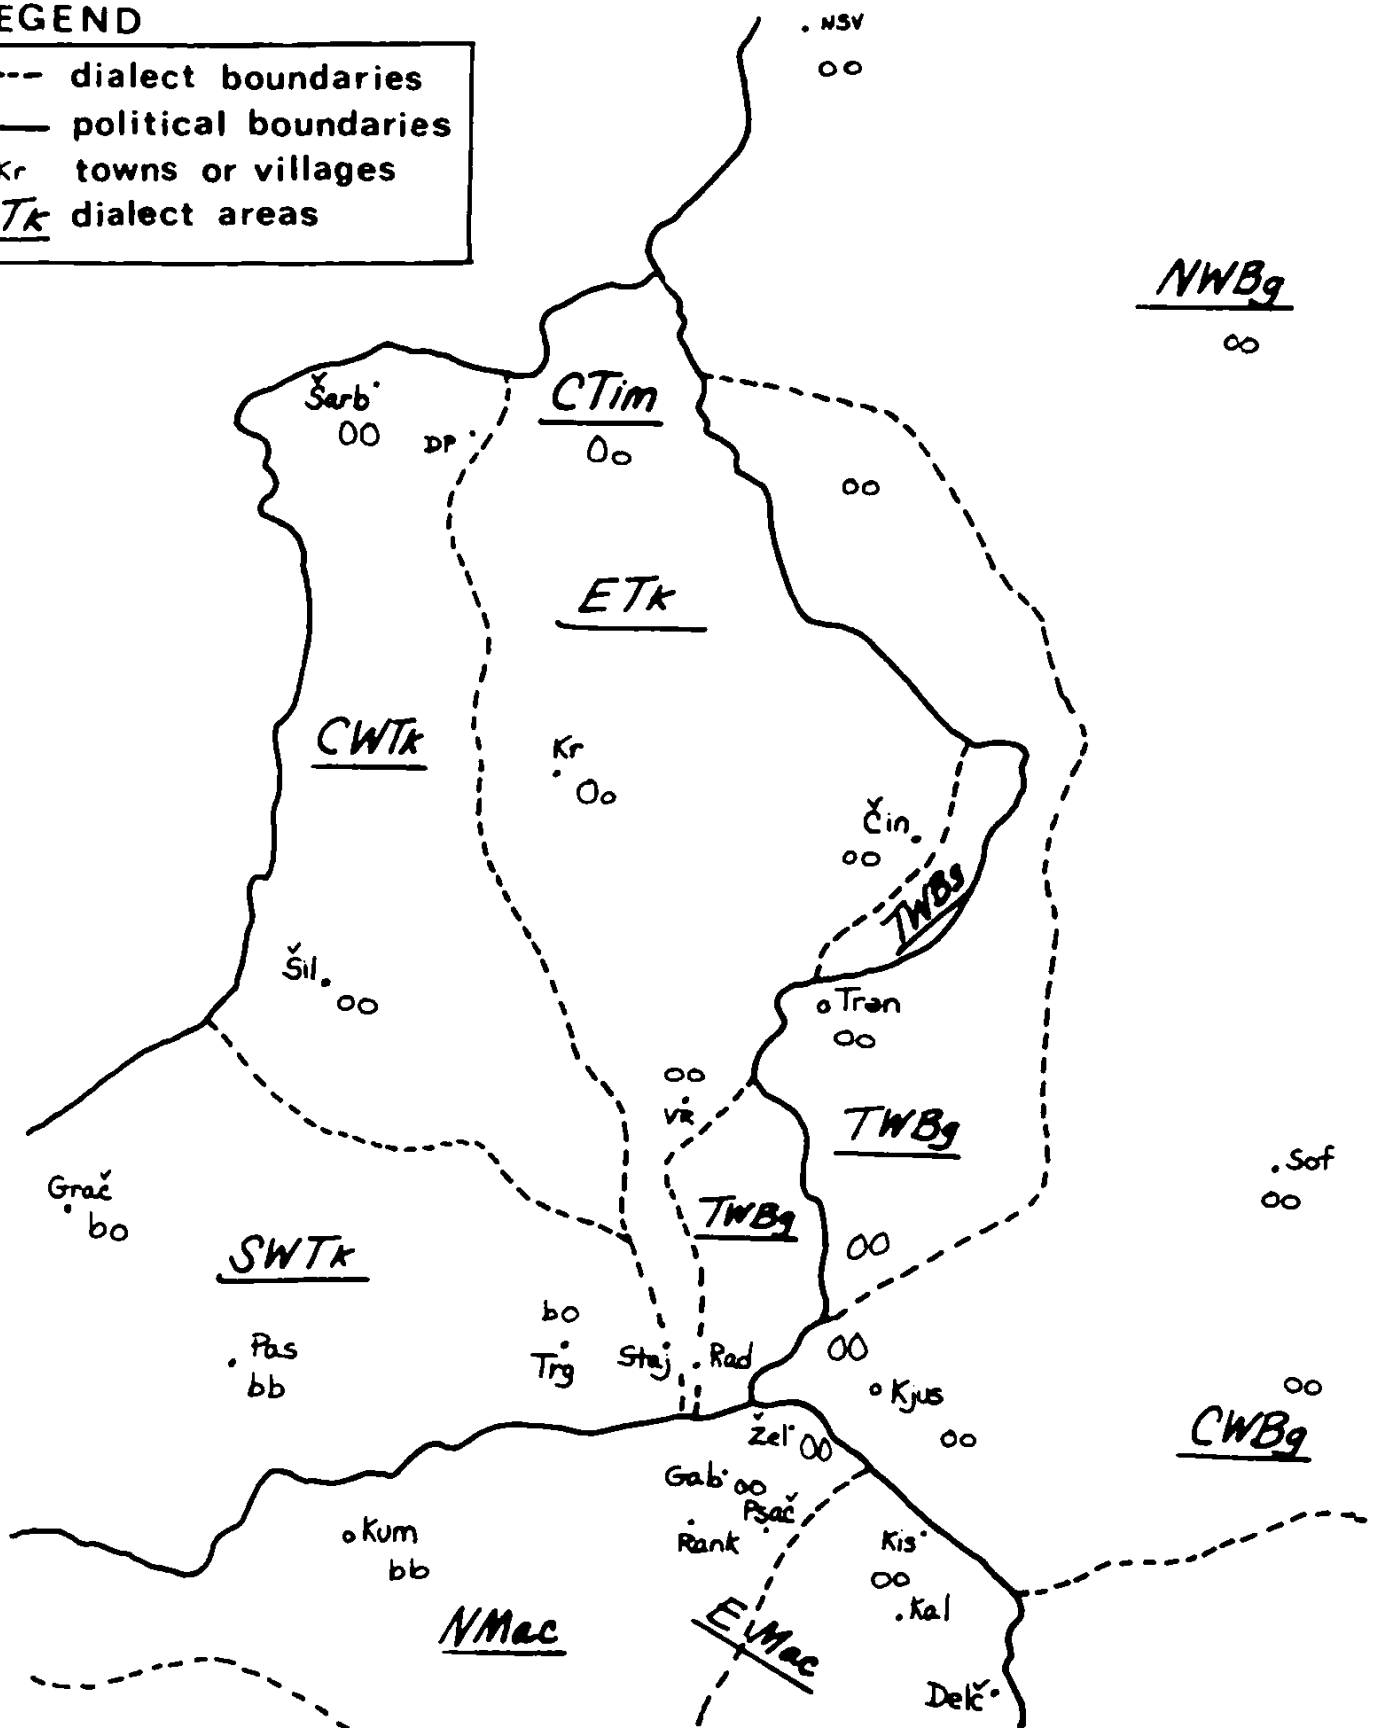 EGEND
dialect boundaries
political boundaries
Kr towns or villages
Tk dialect areas
NSV
oo
NWBg
oo
Šarb
OO
DP
CTim
Oo
oo
ETk
CWTk
Kr
Oo
Čin
oo
TWBg
Šil
oo
Trən
oo
oo
VR
TWBg
Sof
oo
Grač
bo
TWBg
OO
SWTk
bo
Trg
Pas
bb
Staj
Rad
OO
Kjus
oo
oo
CWBg
Žel
OO
Gab
oo
Psač
Rank
Kis
oo
Kal
Kum
bb
NMac
EMac
Delč